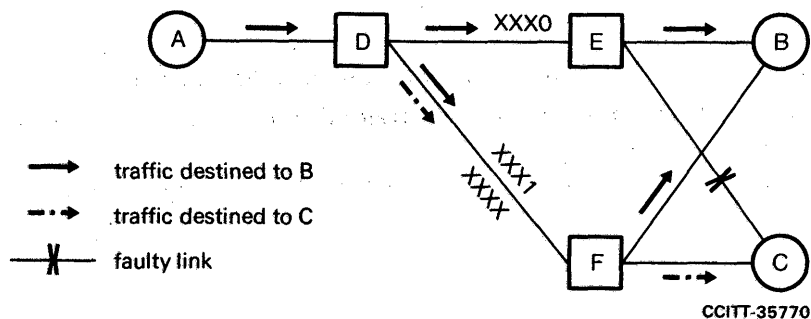 A
D
XXX0
E
B
traffic destined to B
XXX1
XXXX
traffic destined to C
faulty link
F
C
CCITT-35770